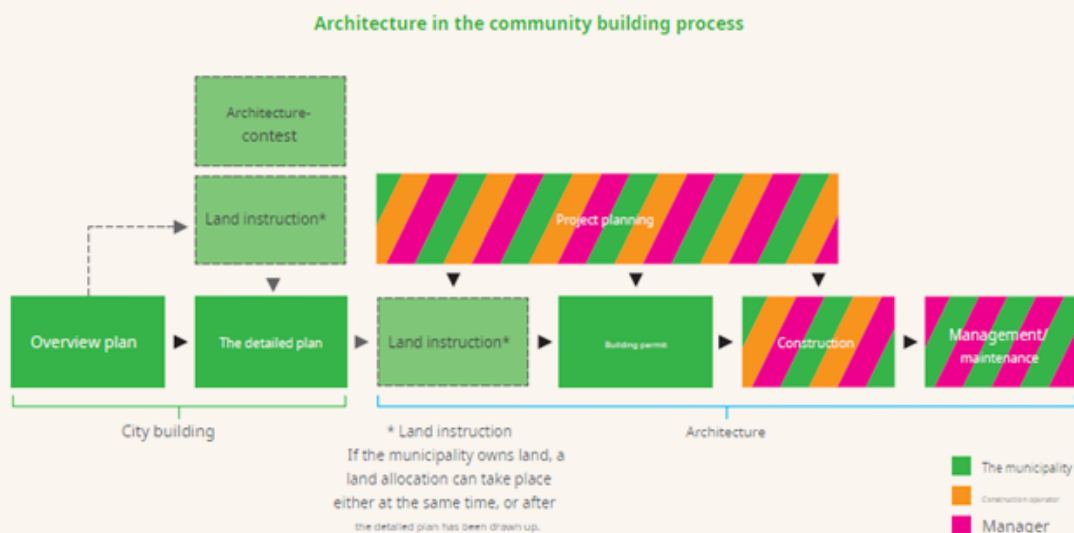 Architecture in the community building process
Architecture-
contest
Land instruction*
Project planning
Overview plan
The detailed plan
Land instruction*
Building permit
Construction
Management/
maintenance
City building
Architecture
* Land instruction
If the municipality owns land, a
land allocation can take place
either at the same time, or after
the detailed plan has been drawn up.
The municipality
Construction operator
Manager